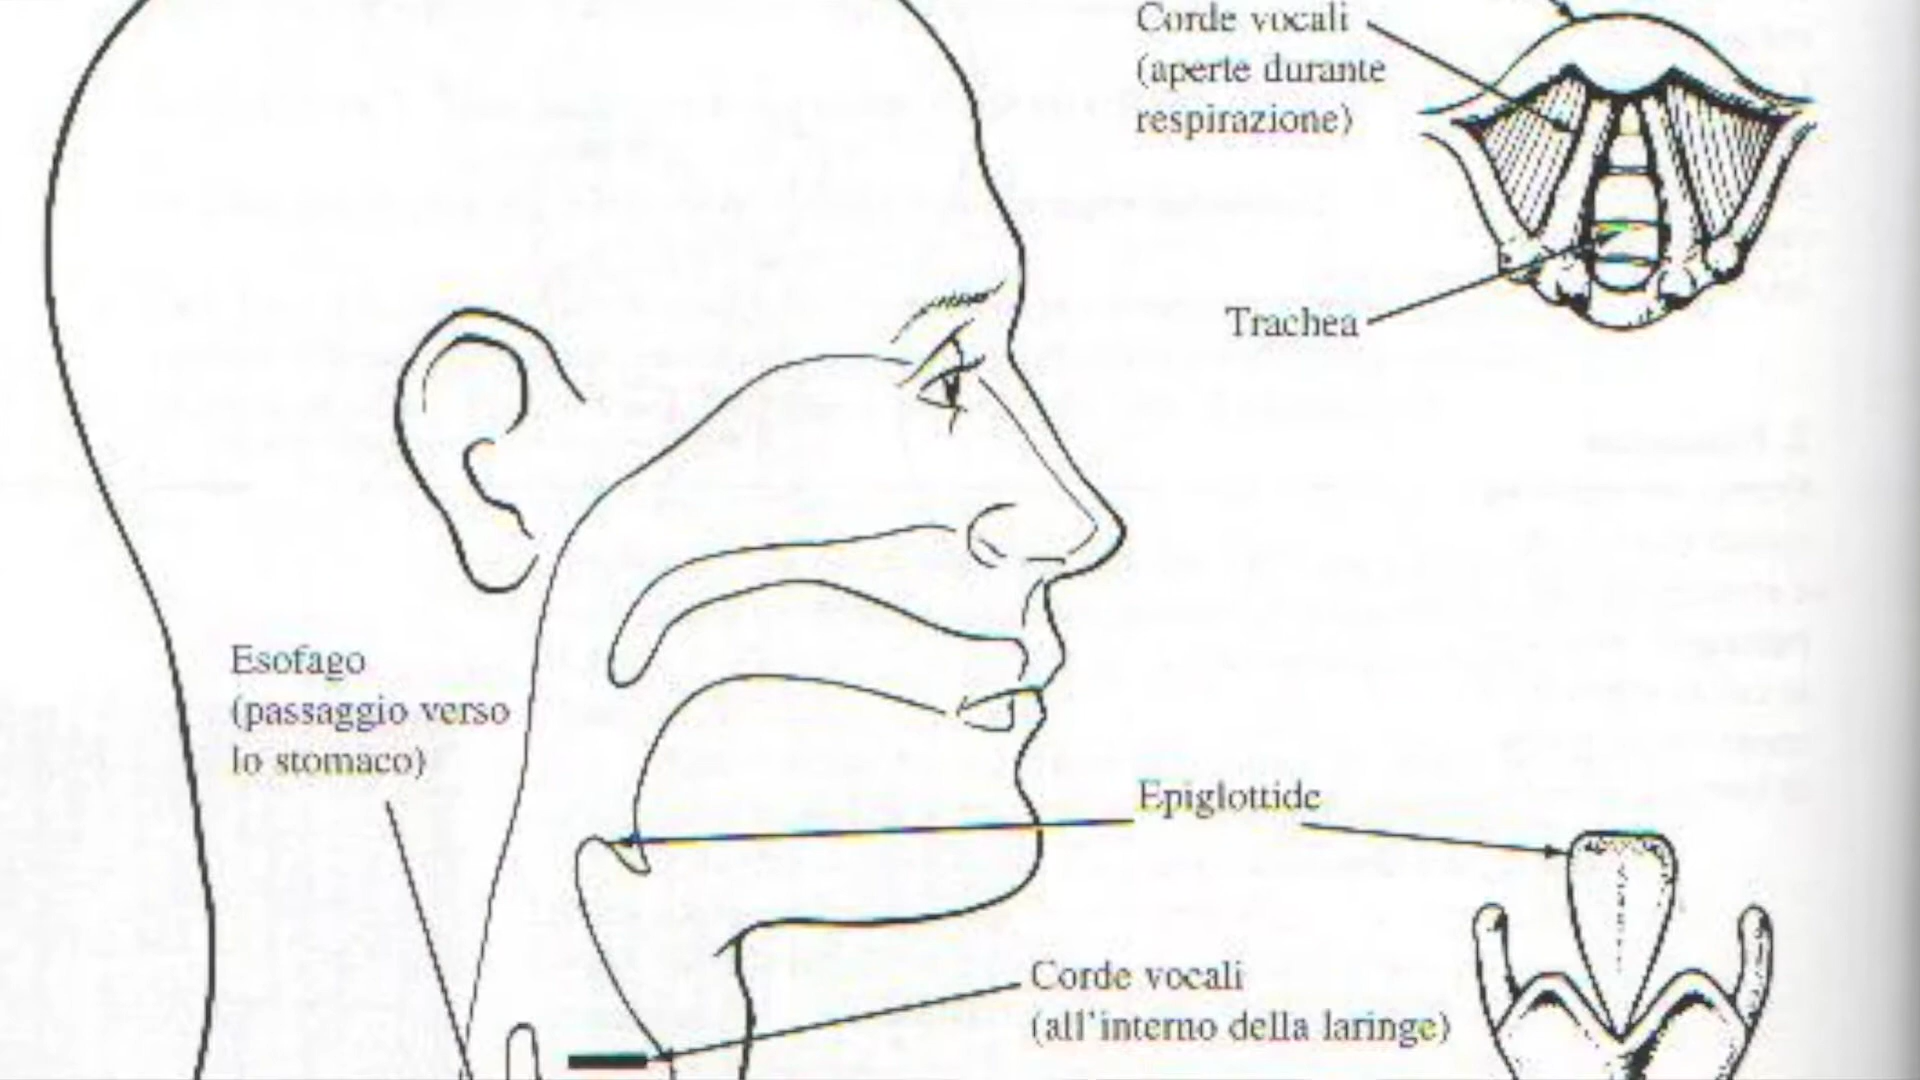 Corde vocali
(aperte durante
respirazione)
Trachea
Esofago
(passaggio verso
lo stomaco)
Epiglottide
Corde vocali
(all'interno della laringe)